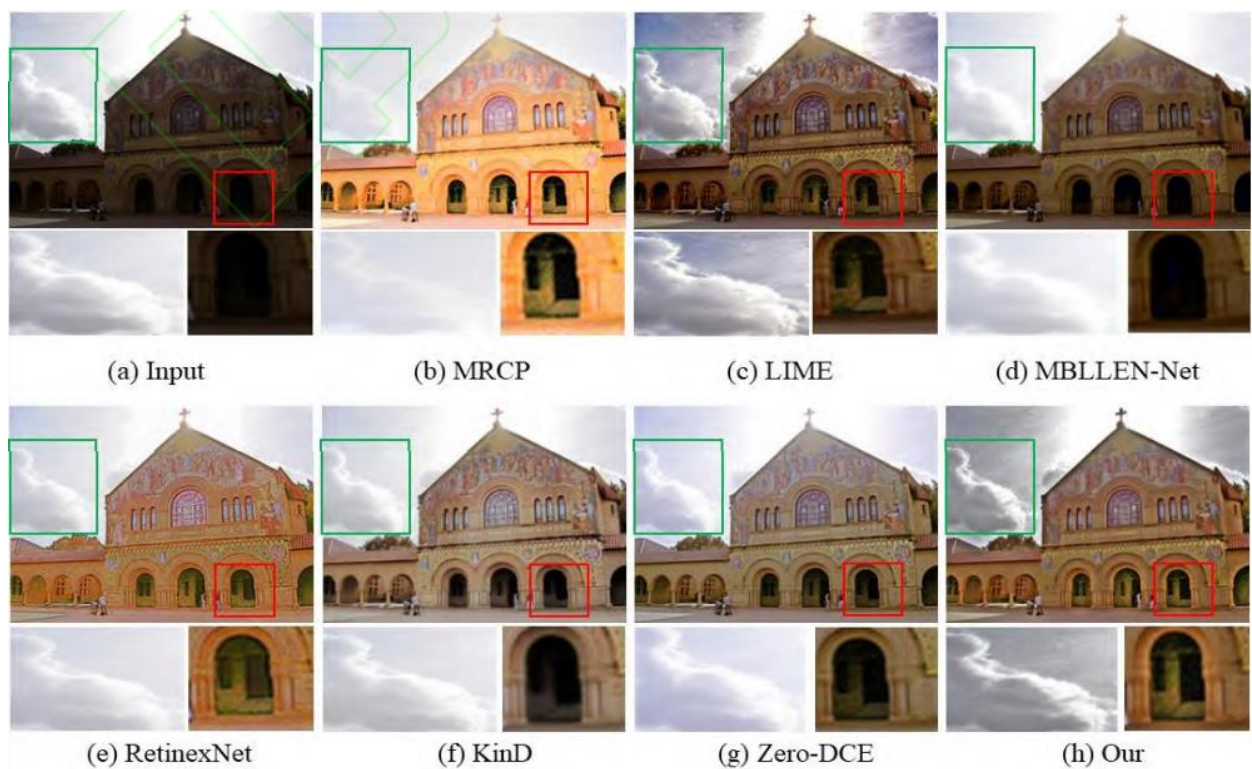 (a) Input
(b) MRCP
(c) LIME
(d) MBLLEN-Net
(e) RetinexNet
(f) KinD
(g) Zero-DCE
(h) Our